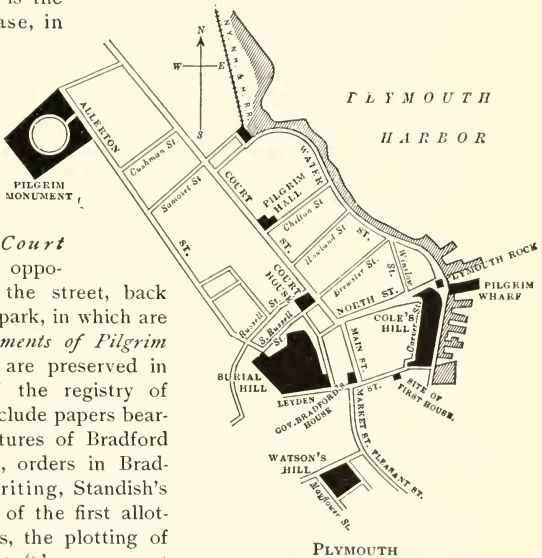 is the
ase, in
Court
oppo-
the street, back
park, in which are
ments of Pilgrim
are preserved in
the registry of
clude papers bear-
tures of Bradford
, orders in Brad-
riting, Standish's
of the first allot-
s, the plotting of
N
W
E
S
N.Y. N.H. & H. R.R.
PLYMOUTH
HARBOR
ALLERTON
ST.
PILGRIM
MONUMENT
Cushman St.
Samoset St
COURT
ST.
PILGRIM
HALL
WATER
ST.
Chilton St
Howland St
Brewster St.
Winslow
St.
PLYMOUTH ROCK
PILGRIM
WHARF
COURT
HOUSE
NORTH ST.
COLE'S
HILL
Carver St.
Russell St.
S. Russell
St.
MAIN ST.
BURIAL
HILL
LEYDEN
ST.
GOV. BRADFORD'S
HOUSE
SITE OF
FIRST HOUSE.
MARKET ST.
PLEASANT ST.
WATSON'S
HILL
Mayflower St.
PLYMOUTH